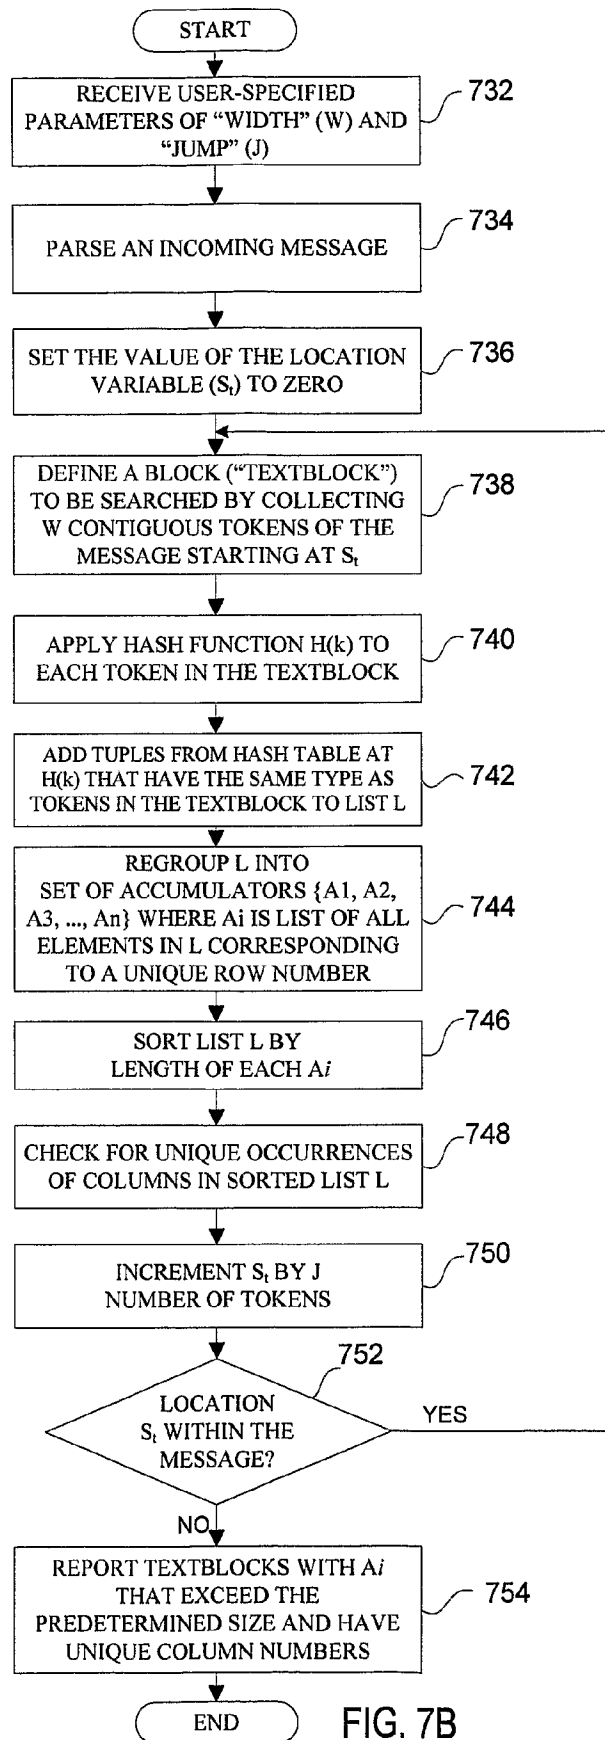 START
RECEIVE USER-SPECIFIED
PARAMETERS OF “WIDTH” (W) AND
“JUMP” (J)
732
PARSE AN INCOMING MESSAGE
734
SET THE VALUE OF THE LOCATION
VARIABLE (St) TO ZERO
736
DEFINE A BLOCK (“TEXTBLOCK”)
TO BE SEARCHED BY COLLECTING
W CONTIGUOUS TOKENS OF THE
MESSAGE STARTING AT St
738
APPLY HASH FUNCTION H(k) TO
EACH TOKEN IN THE TEXTBLOCK
740
ADD TUPLES FROM HASH TABLE AT
H(k) THAT HAVE THE SAME TYPE AS
TOKENS IN THE TEXTBLOCK TO LIST L
742
REGROUP L INTO
SET OF ACCUMULATORS {A1, A2,
A3, ..., An} WHERE Ai IS LIST OF ALL
ELEMENTS IN L CORRESPONDING
TO A UNIQUE ROW NUMBER
744
SORT LIST L BY
LENGTH OF EACH Ai
746
CHECK FOR UNIQUE OCCURRENCES
OF COLUMNS IN SORTED LIST L
748
INCREMENT St BY J
NUMBER OF TOKENS
750
752
LOCATION
St WITHIN THE
MESSAGE?
YES
NO
REPORT TEXTBLOCKS WITH Ai
THAT EXCEED THE
PREDETERMINED SIZE AND HAVE
UNIQUE COLUMN NUMBERS
754
END
FIG. 7B